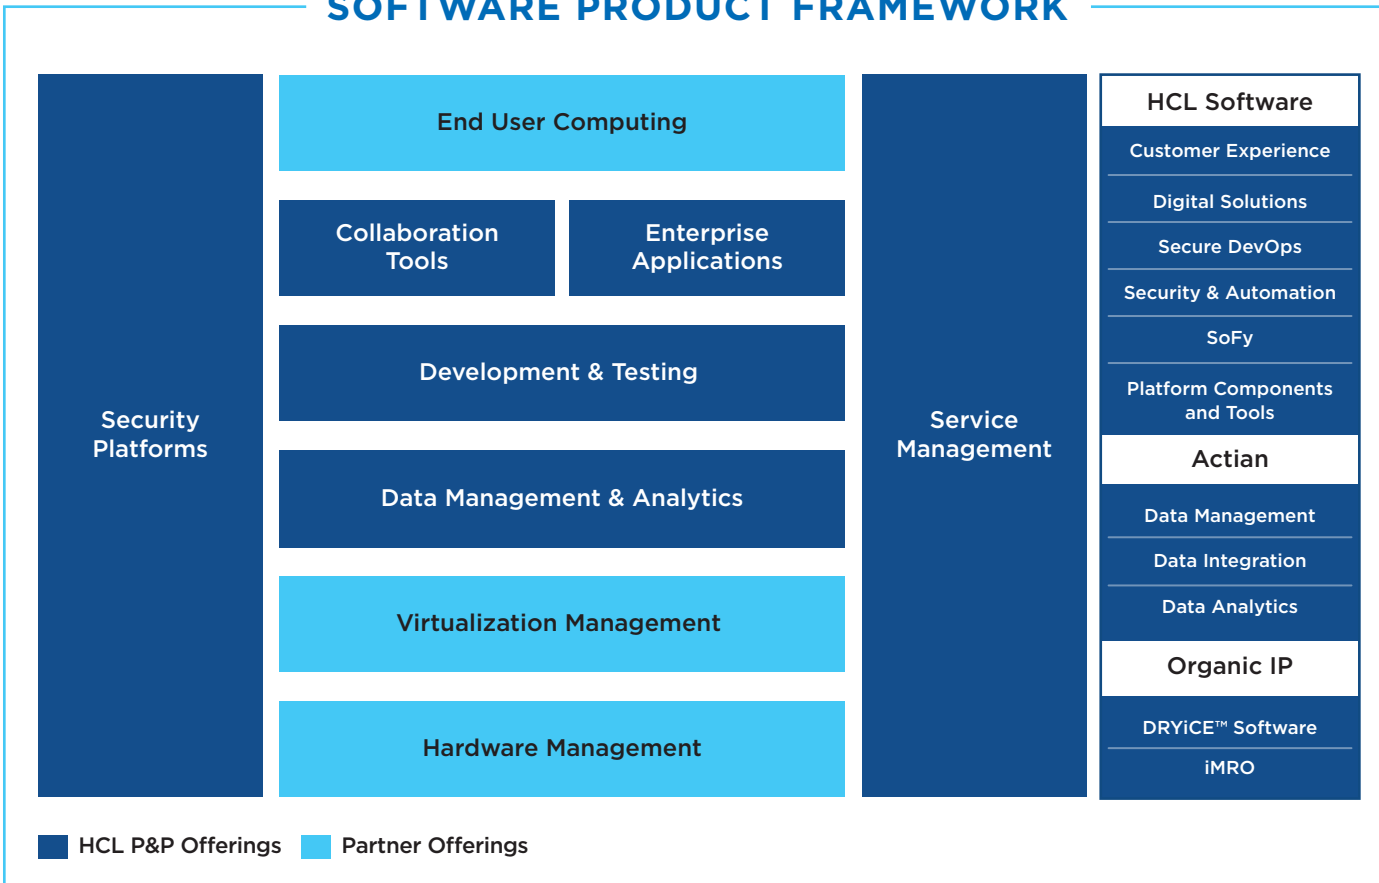 SOFTWARE PRODUCT FRAMEWORK
Security
Platforms
End User Computing
Collaboration
Tools
Enterprise
Applications
Development & Testing
Data Management & Analytics
Virtualization Management
Hardware Management
Service
Management
HCL Software
Customer Experience
Digital Solutions
Secure DevOps
Security & Automation
SoFy
Platform Components
and Tools
Actian
Data Management
Data Integration
Data Analytics
Organic IP
DRYiCE™ Software
iMRO
HCL P&P Offerings
Partner Offerings